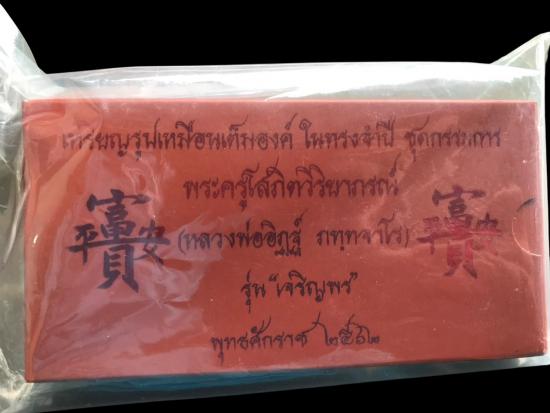 เหรียญรูปเหมือนเต็มองค์ ในทรงจำปี ชุดกรรมการ
พระครูโสภิตวิริยาภรณ์
平安 (หลวงพ่ออิฏฐ์ ภทฺทจาโร) 平安
รุ่น "เจริญพร"
พุทธศักราช ๒๕๖๒